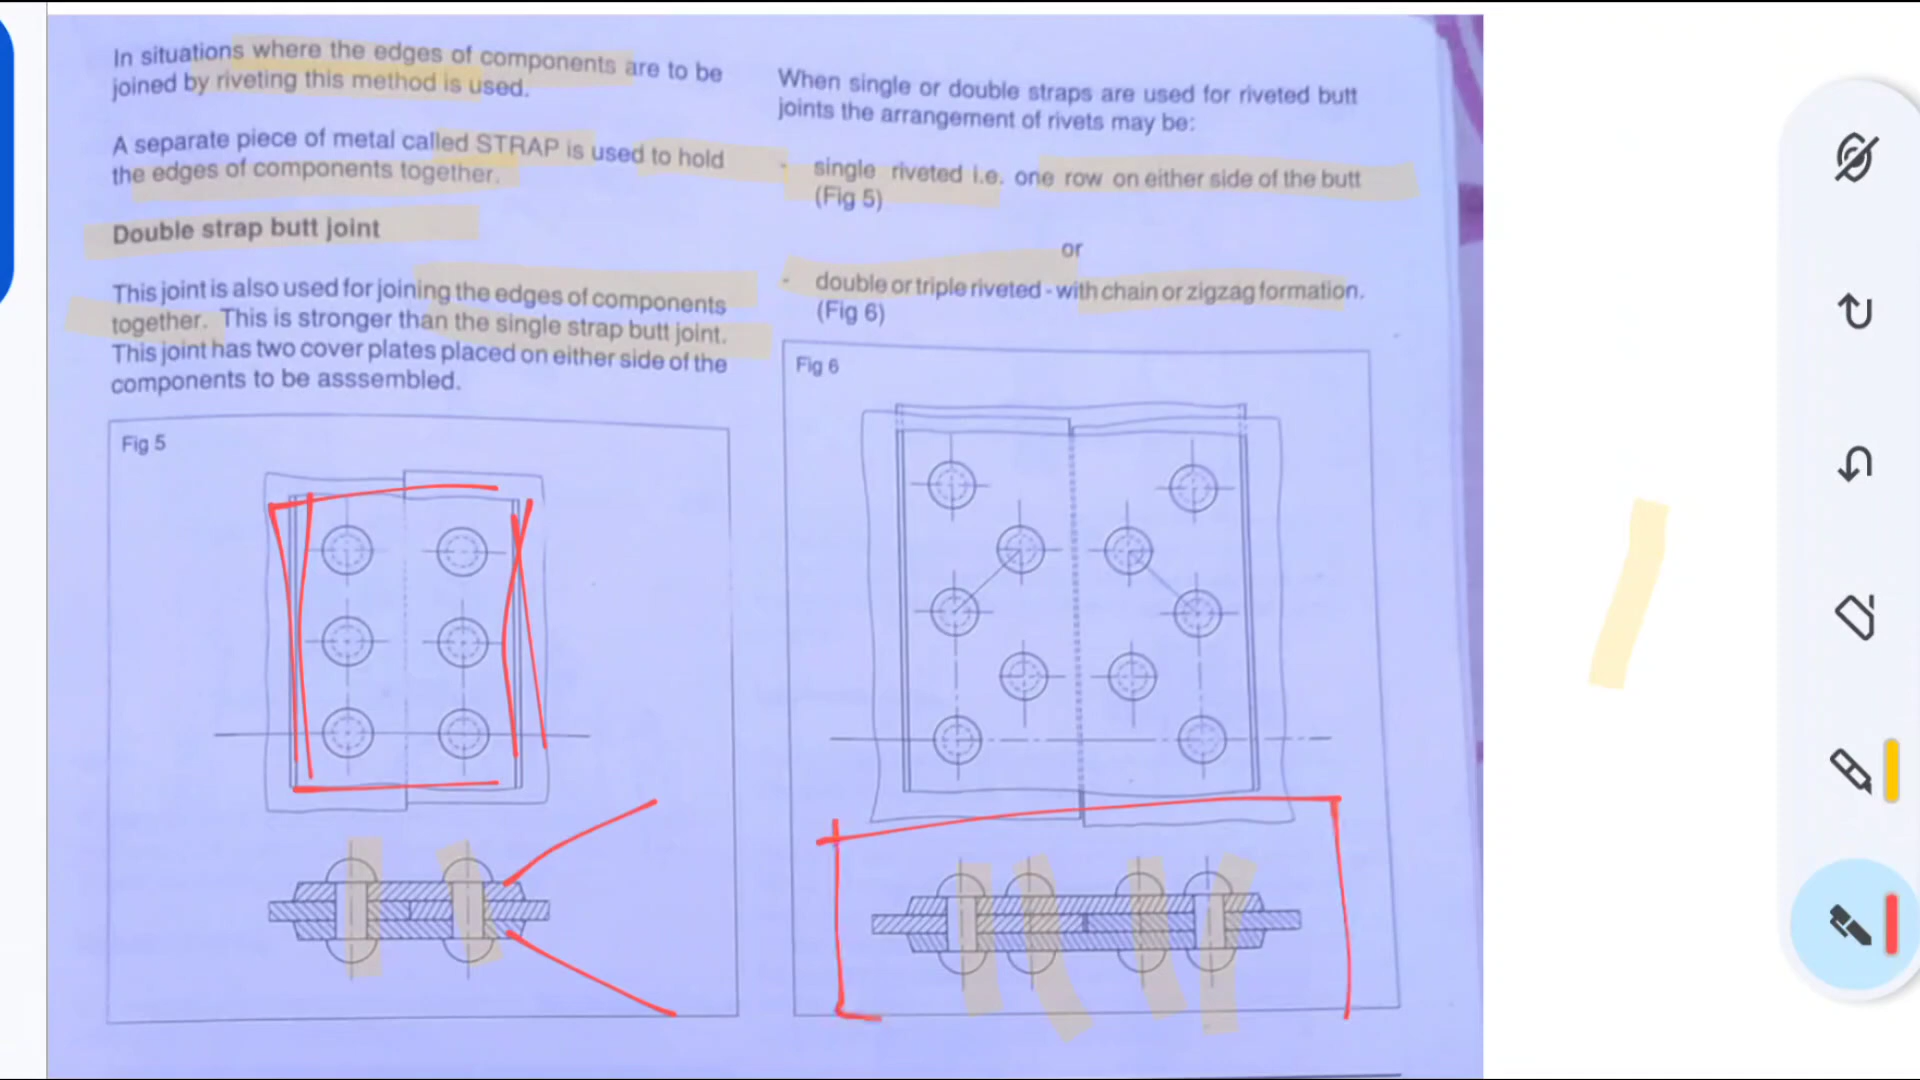 In situations where the edges of components are to be
joined by riveting this method is used.
A separate piece of metal called STRAP is used to hold
the edges of components together.
Double strap butt joint
This joint is also used for joining the edges of components
together. This is stronger than the single strap butt joint.
This joint has two cover plates placed on either side of the
components to be asssembled.
Fig 5
When single or double straps are used for riveted butt
joints the arrangement of rivets may be:
- single riveted i.e. one row on either side of the butt
(Fig 5)
or
- double or triple riveted - with chain or zigzag formation.
(Fig 6)
Fig 6